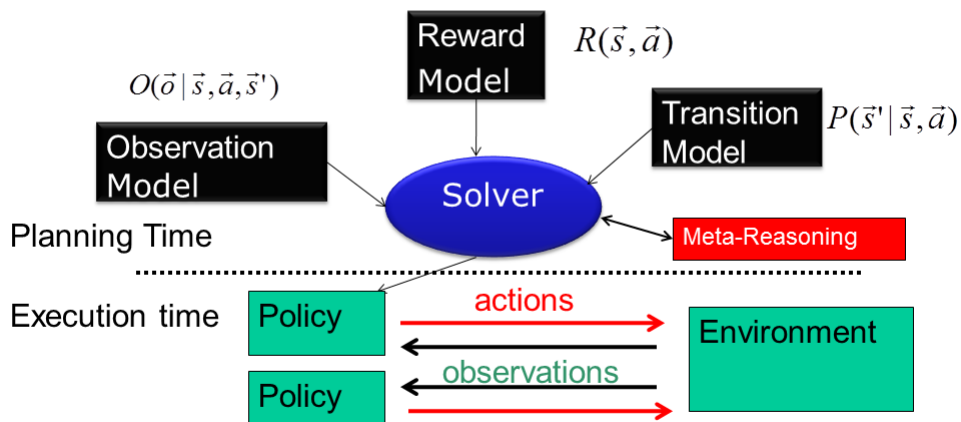 Reward
Model
R(s⃗,a⃗)
O(o⃗ | s⃗,a⃗,s⃗')
Transition
Model
P(s⃗'| s⃗,a⃗)
Observation
Model
Solver
Planning Time
Meta-Reasoning
Execution time
Policy
actions
Environment
observations
Policy